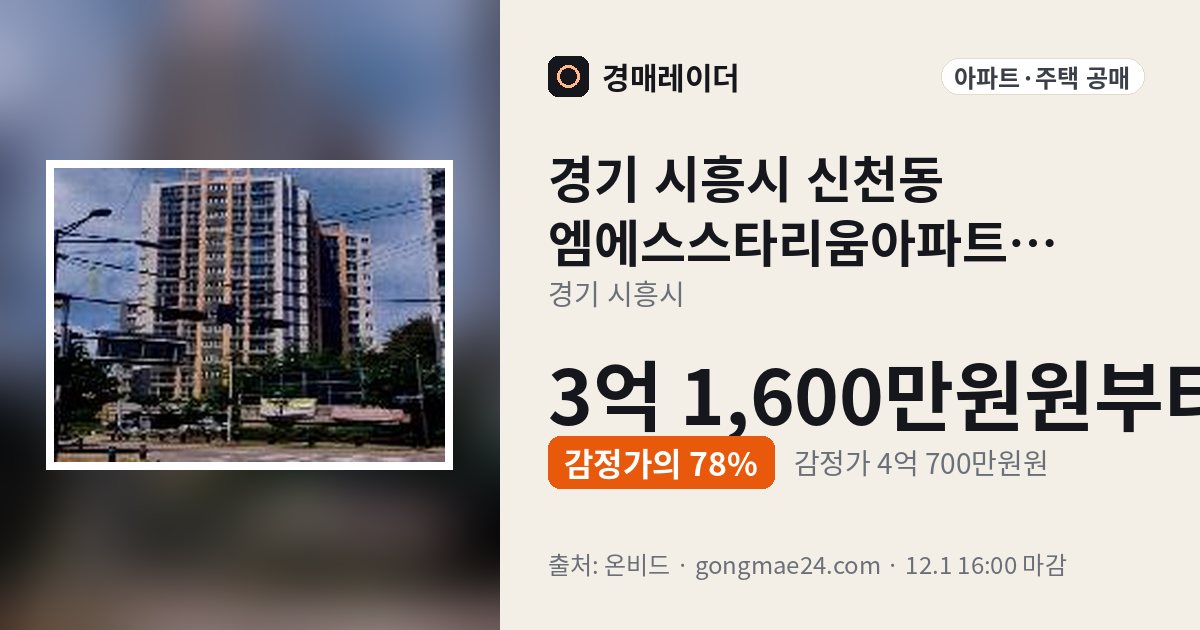 경매레이더
아파트·주택 공매
경기 시흥시 신천동
엠에스스타리움아파트…
경기 시흥시
3억 1,600만원원부터
감정가의 78%
감정가 4억 700만원원
출처: 온비드 · gongmae24.com · 12.1 16:00 마감